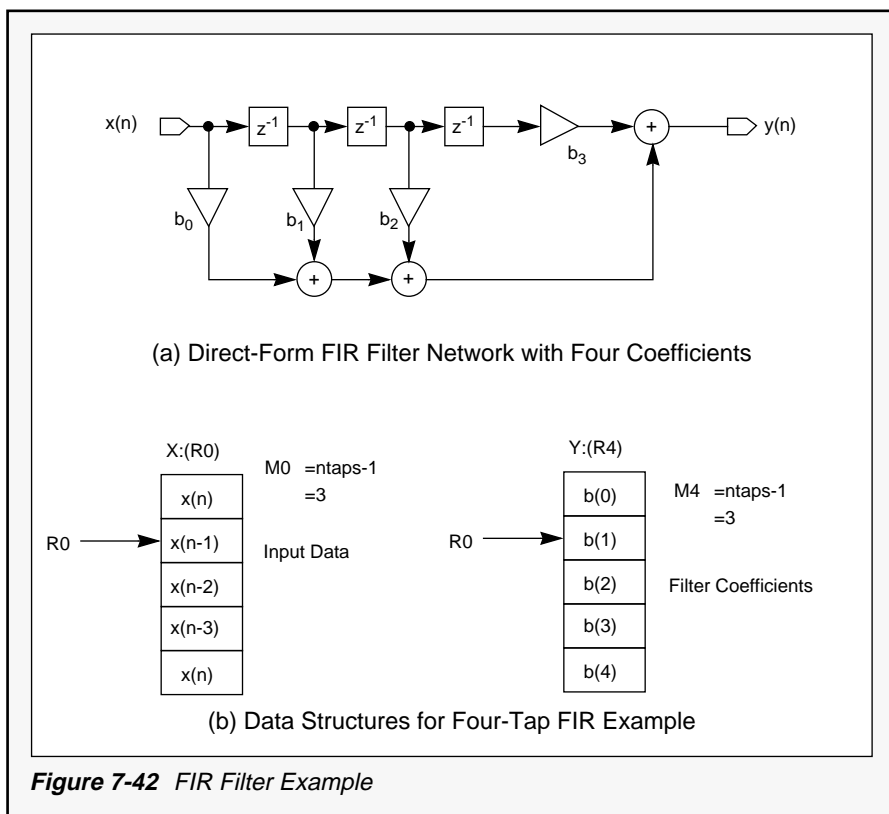 x(n) z-1 z-1 z-1 b3 + y(n)
b0 b1 b2
+ +
(a) Direct-Form FIR Filter Network with Four Coefficients
X:(R0)
M0 =ntaps-1
=3
x(n)
R0 x(n-1)
Input Data
x(n-2)
x(n-3)
x(n)
Y:(R4)
M4 =ntaps-1
=3
b(0)
R0 b(1)
b(2)
Filter Coefficients
b(3)
b(4)
(b) Data Structures for Four-Tap FIR Example
Figure 7-42 FIR Filter Example